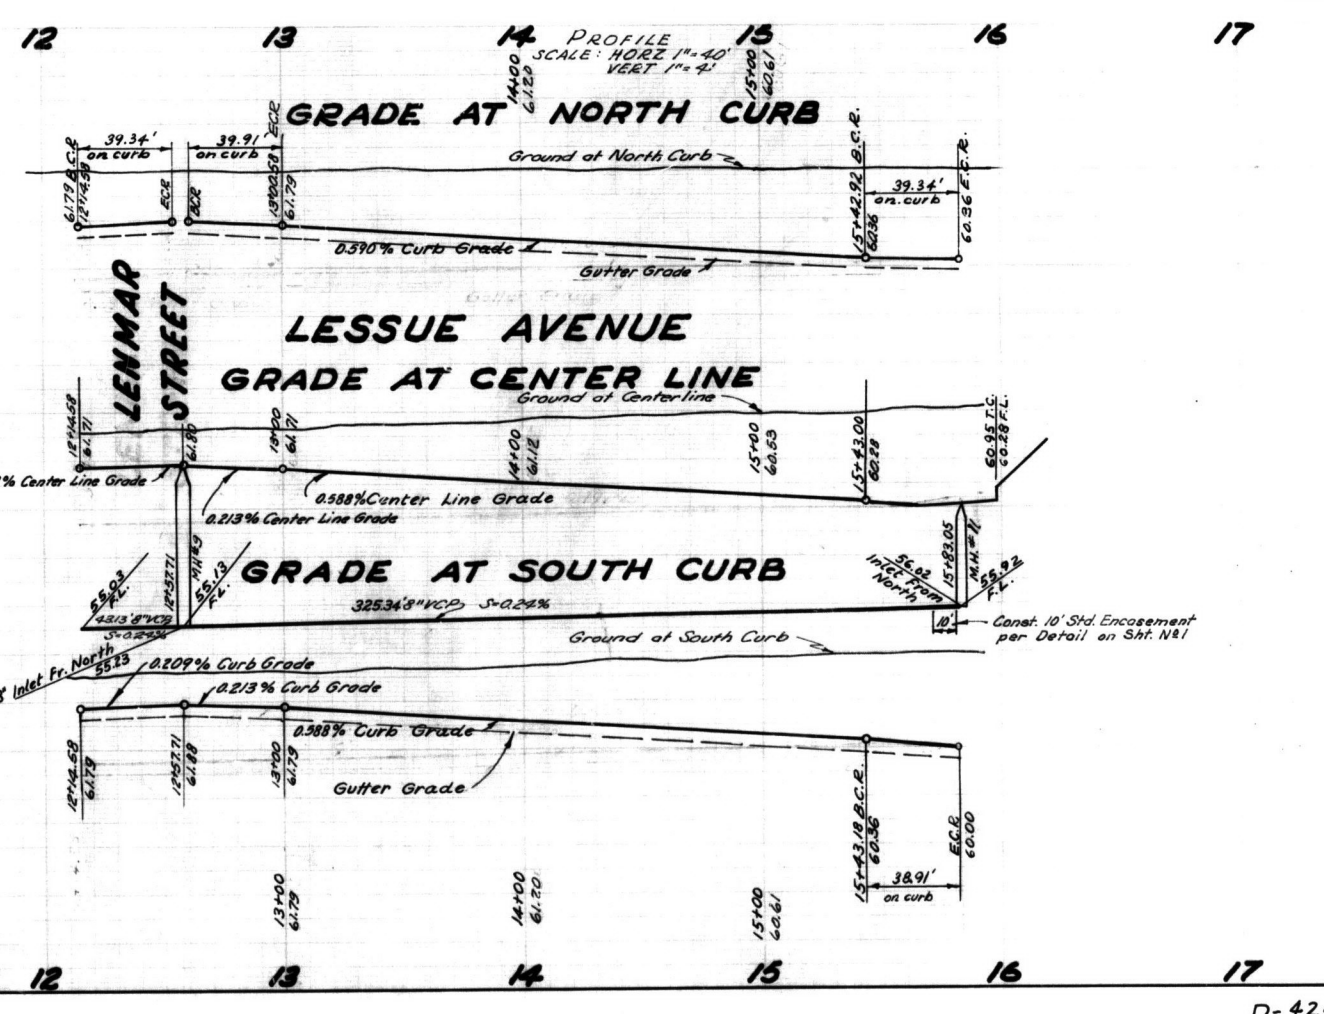 12 13 14 15 16 17
PROFILE
SCALE: HORZ 1"=40'
VERT 1"=4'
14+00
61.20
15+00
60.61
GRADE AT NORTH CURB
61.79 B.C.R.
12+14.58
39.34'
on curb
ECR
BCR
39.91'
on curb
ECR
13+00.58
61.79
Ground at North Curb
15+42.92 B.C.R.
60.36
39.34'
on curb
60.36 E.C.R.
0.590% Curb Grade
Gutter Grade
LENMAR
STREET
LESSUE AVENUE
GRADE AT CENTER LINE
Ground at Centerline
12+14.68
61.71
61.80
13+00
61.71
14+00
61.12
15+00
60.53
15+43.00
60.28
60.95 T.C.
60.28 F.L.
% Center Line Grade
0.588% Center Line Grade
0.213% Center Line Grade
GRADE AT SOUTH CURB
55.03
F.L.
12+57.71
M.H.#9
55.13
F.L.
43.13' 8" VCP
S=0.24%
325.34' 8" VCP S=0.24%
56.02
Inlet From
North
15+83.05
M.H.#11
55.92
F.L.
10'
Const. 10' Std. Encasement
per Detail on Sht. No 1
Inlet Fr. North
55.23
Ground at South Curb
0.209% Curb Grade
0.213% Curb Grade
0.588% Curb Grade
Gutter Grade
12+14.68
61.79
12+57.71
61.88
13+00
61.79
15+43.18 B.C.R.
60.36
E.C.R.
60.00
38.91'
on curb
13+00
61.79
14+00
61.20
15+00
60.61
12 13 14 15 16 17